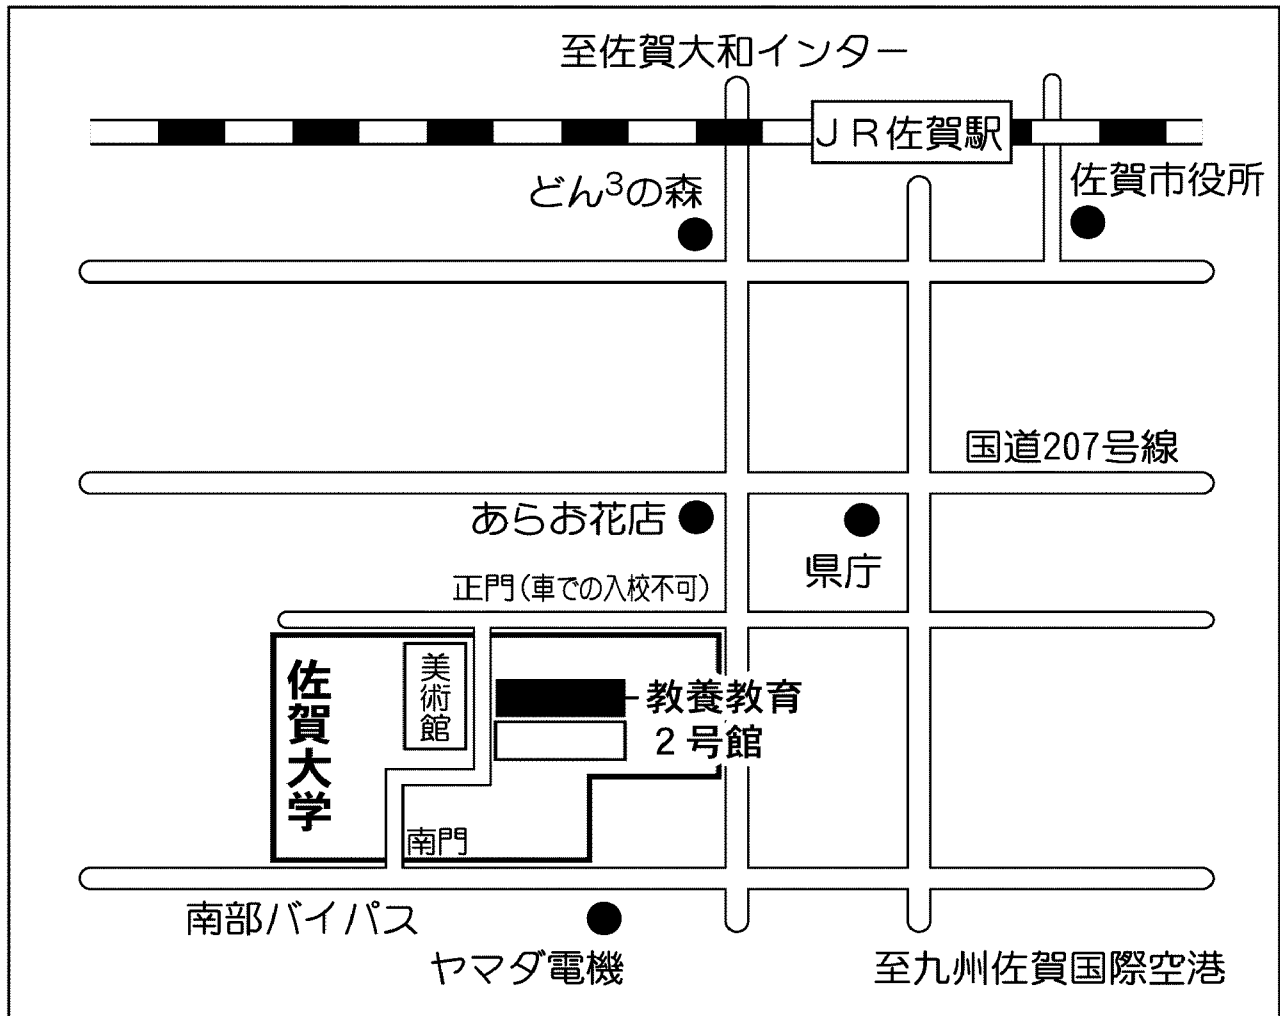 至佐賀大和インター
ＪＲ佐賀駅
佐賀市役所
どん³の森
国道207号線
あらお花店
県庁
正門（車での入校不可）
佐賀大学
美術館
教養教育
２号館
南門
南部バイパス
ヤマダ電機
至九州佐賀国際空港